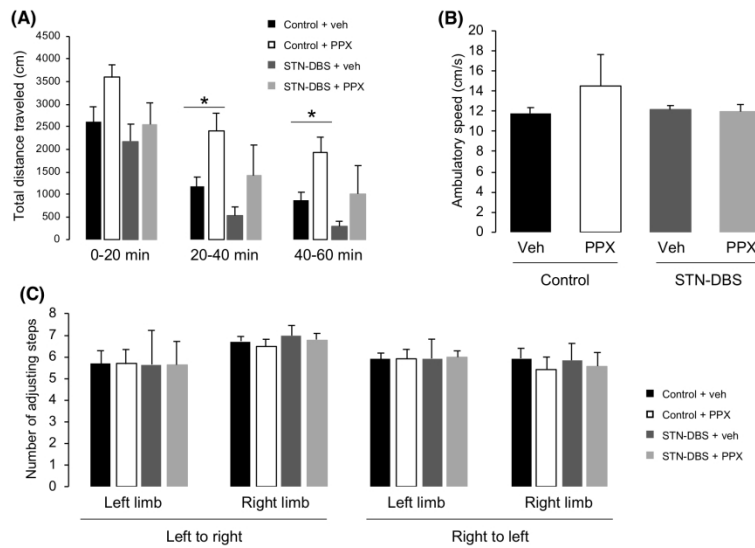 (A)
Control + veh
Control + PPX
STN-DBS + veh
STN-DBS + PPX
Total distance traveled (cm)
4500
4000
3500
3000
2500
2000
1500
1000
500
0
*
*
0-20 min
20-40 min
40-60 min
(B)
Ambulatory speed (cm/s)
20
18
16
14
12
10
8
6
4
2
0
Veh
PPX
Veh
PPX
Control
STN-DBS
(C)
Number of adjusting steps
9
8
7
6
5
4
3
2
1
0
Left limb
Right limb
Left limb
Right limb
Left to right
Right to left
Control + veh
Control + PPX
STN-DBS + veh
STN-DBS + PPX